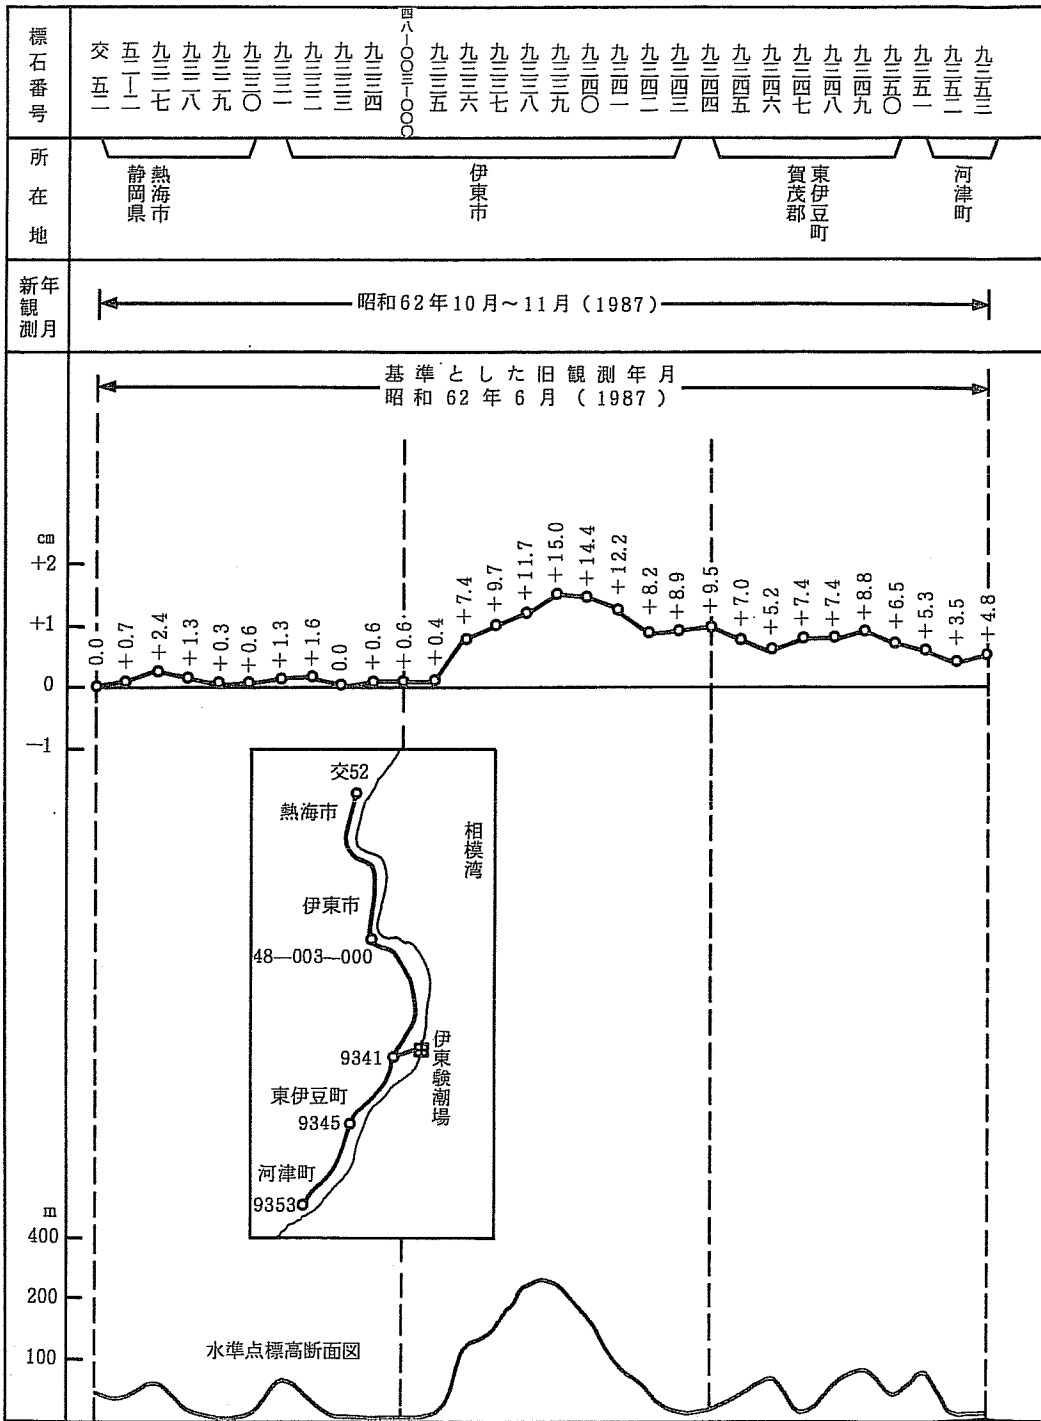 標石番号
交五二
五二―二
九三二七
九三二八
九三二九
九三三〇
九三三一
九三三二
九三三三
九三三四
四八―〇〇三―〇〇〇
九三三五
九三三六
九三三七
九三三八
九三三九
九三四〇
九三四一
九三四二
九三四三
九三四四
九三四五
九三四六
九三四七
九三四八
九三四九
九三五〇
九三五一
九三五二
九三五三
所在地
熱海市
静岡県
伊東市
東伊豆町
賀茂郡
河津町
新年
観
測月
昭和62年10月～11月(1987)
基準とした旧観測年月
昭和62年6月(1987)
cm
+2
+1
0
−1
0.0
+0.7
+2.4
+1.3
+0.3
+0.6
+1.3
+1.6
0.0
+0.6
+0.6
+0.4
+7.4
+9.7
+11.7
+15.0
+14.4
+12.2
+8.2
+8.9
+9.5
+7.0
+5.2
+7.4
+7.4
+8.8
+6.5
+5.3
+3.5
+4.8
交52
熱海市
相模湾
伊東市
48―003―000
9341
伊東験潮場
東伊豆町
9345
河津町
9353
m
400
200
100
水準点標高断面図